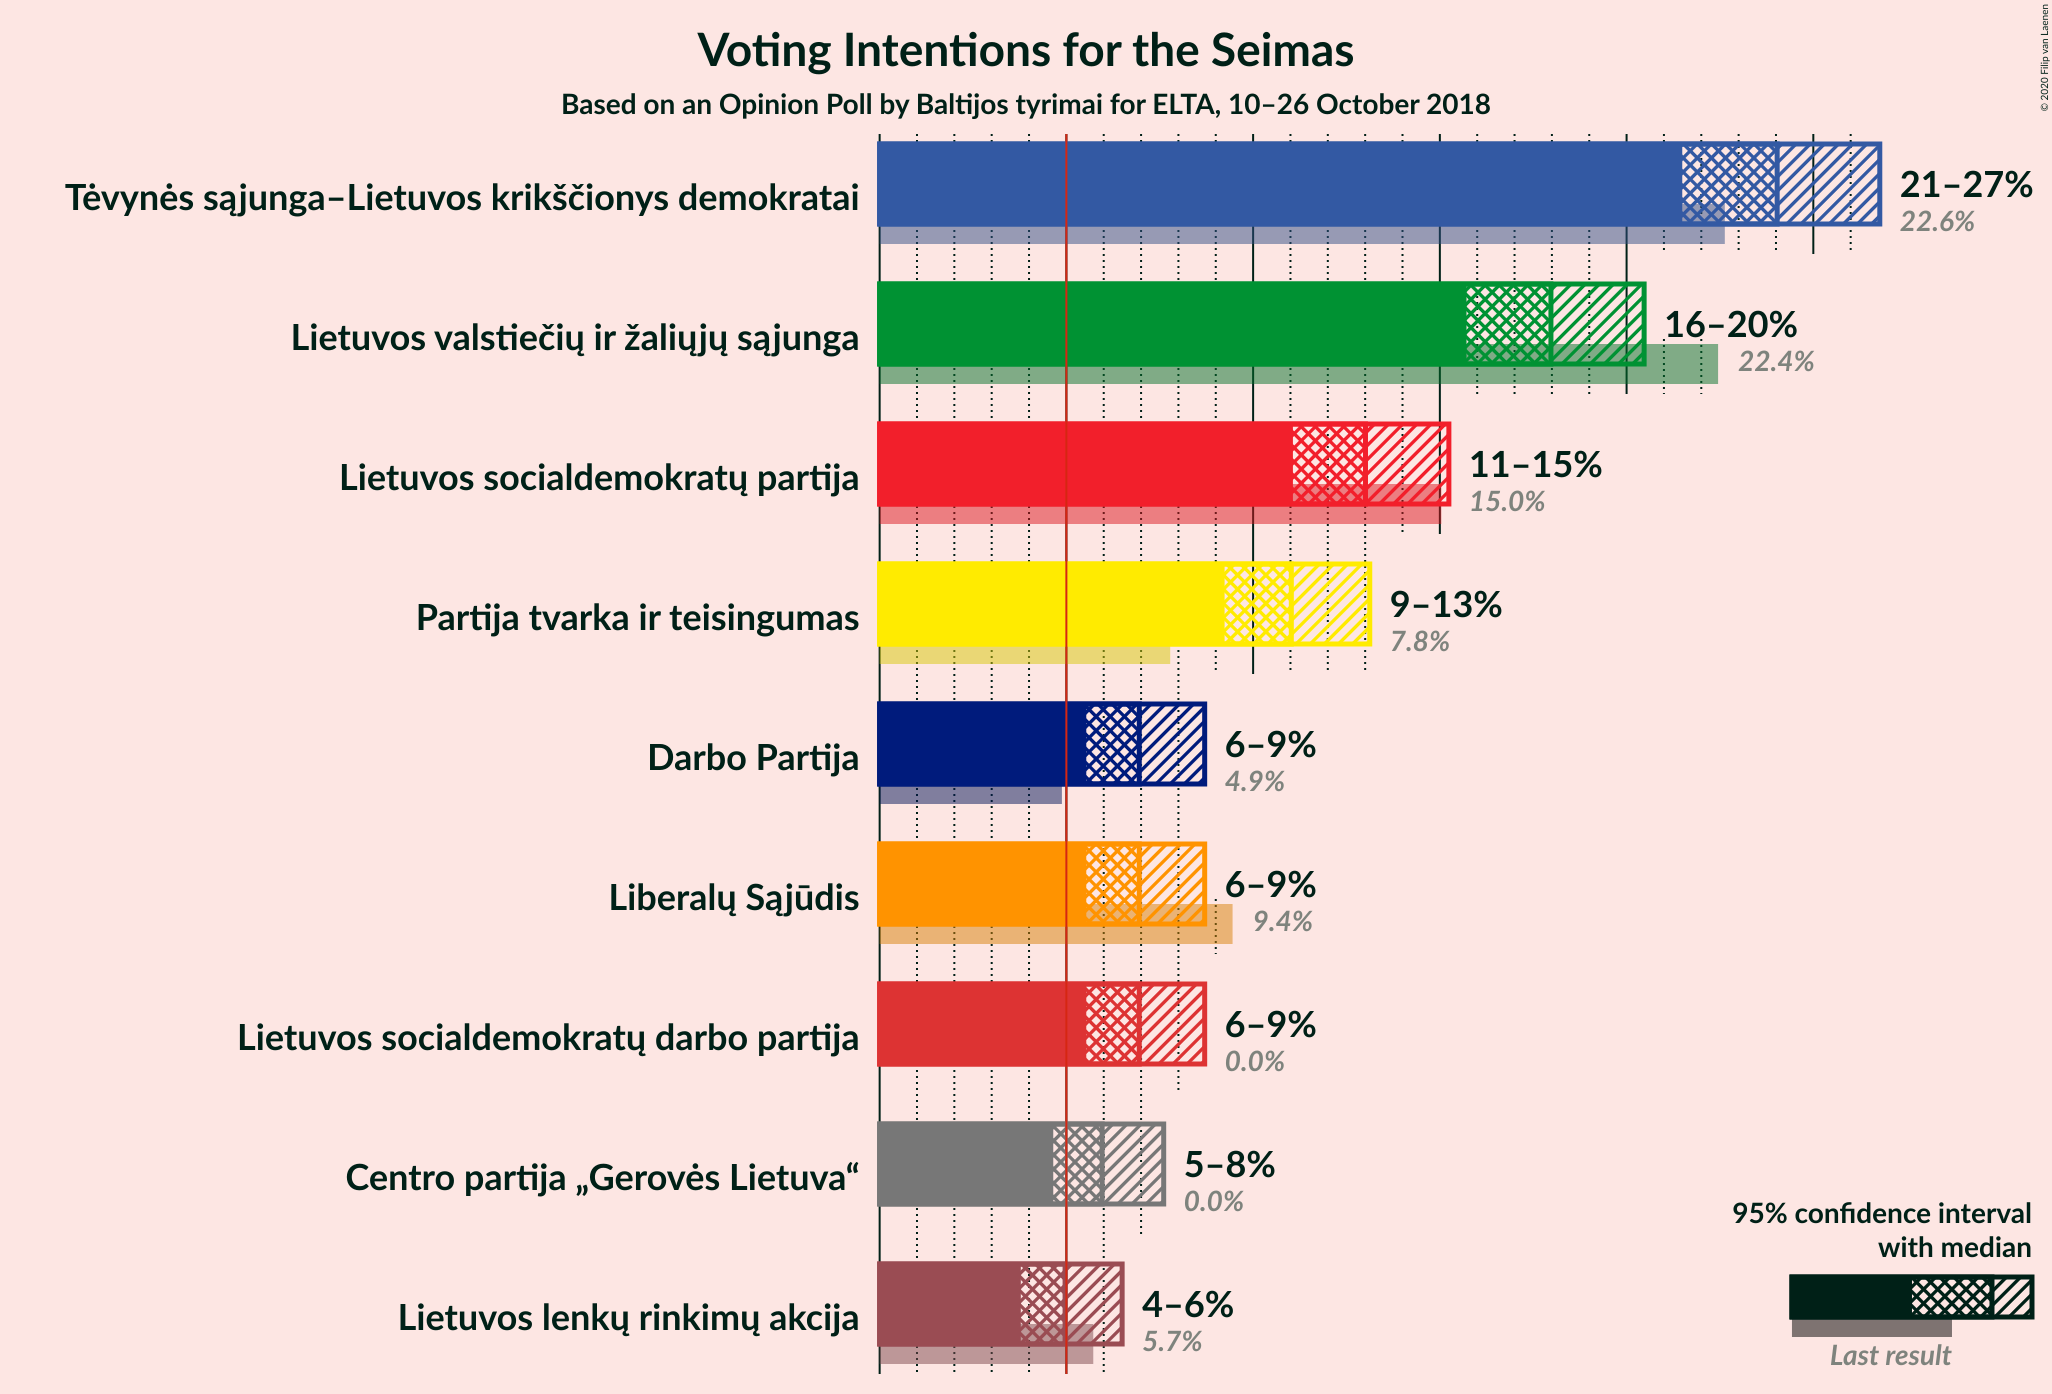 Voting Intentions for the Seimas
Based on an Opinion Poll by Baltijos tyrimai for ELTA, 10–26 October 2018
© 2020 Filip van Laenen
Tėvynės sąjunga–Lietuvos krikščionys demokratai
21–27%
22.6%
Lietuvos valstiečių ir žaliųjų sąjunga
16–20%
22.4%
Lietuvos socialdemokratų partija
11–15%
15.0%
Partija tvarka ir teisingumas
9–13%
7.8%
Darbo Partija
6–9%
4.9%
Liberalų Sąjūdis
6–9%
9.4%
Lietuvos socialdemokratų darbo partija
6–9%
0.0%
Centro partija „Gerovės Lietuva“
5–8%
0.0%
Lietuvos lenkų rinkimų akcija
4–6%
5.7%
95% confidence interval
with median
Last result